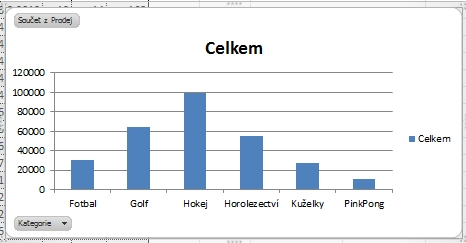 Součet z Prodej
Celkem
120000
100000
80000
60000
40000
20000
0
Fotbal Golf Hokej Horolezectví Kuželky PinkPong
Celkem
Kategorie